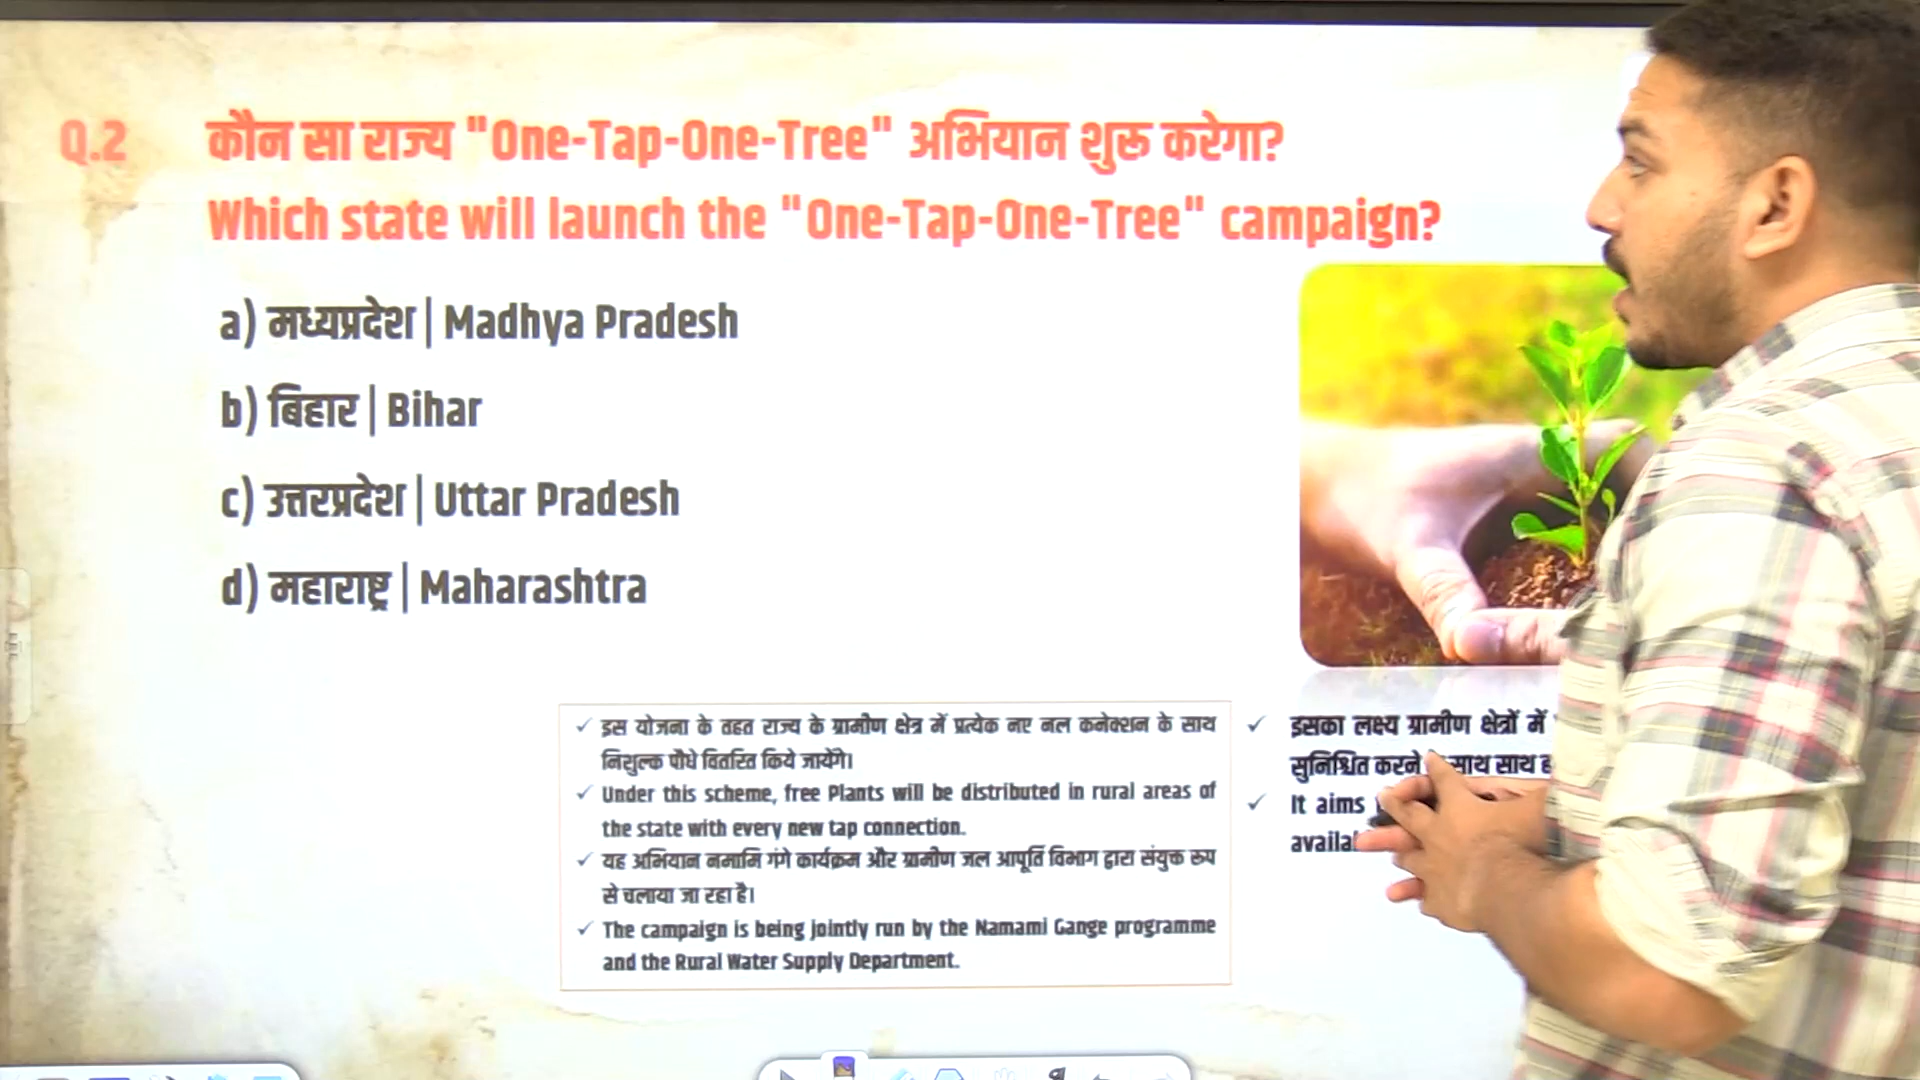 Q.2 कौन सा राज्य "One-Tap-One-Tree" अभियान शुरू करेगा?
Which state will launch the "One-Tap-One-Tree" campaign?
a) मध्यप्रदेश | Madhya Pradesh
b) बिहार | Bihar
c) उत्तरप्रदेश | Uttar Pradesh
d) महाराष्ट्र | Maharashtra
✓ इस योजना के तहत राज्य के ग्रामीण क्षेत्र में प्रत्येक नए नल कनेक्शन के साथ
निशुल्क पौधे वितरित किये जायेंगे।
✓ Under this scheme, free Plants will be distributed in rural areas of
the state with every new tap connection.
✓ यह अभियान नमामि गंगे कार्यक्रम और ग्रामीण जल आपूर्ति विभाग द्वारा संयुक्त रूप
से चलाया जा रहा है।
✓ The campaign is being jointly run by the Namami Gange programme
and the Rural Water Supply Department.
✓ इसका लक्ष्य ग्रामीण क्षेत्रों में
सुनिश्चित करने साथ साथ
✓ It aims